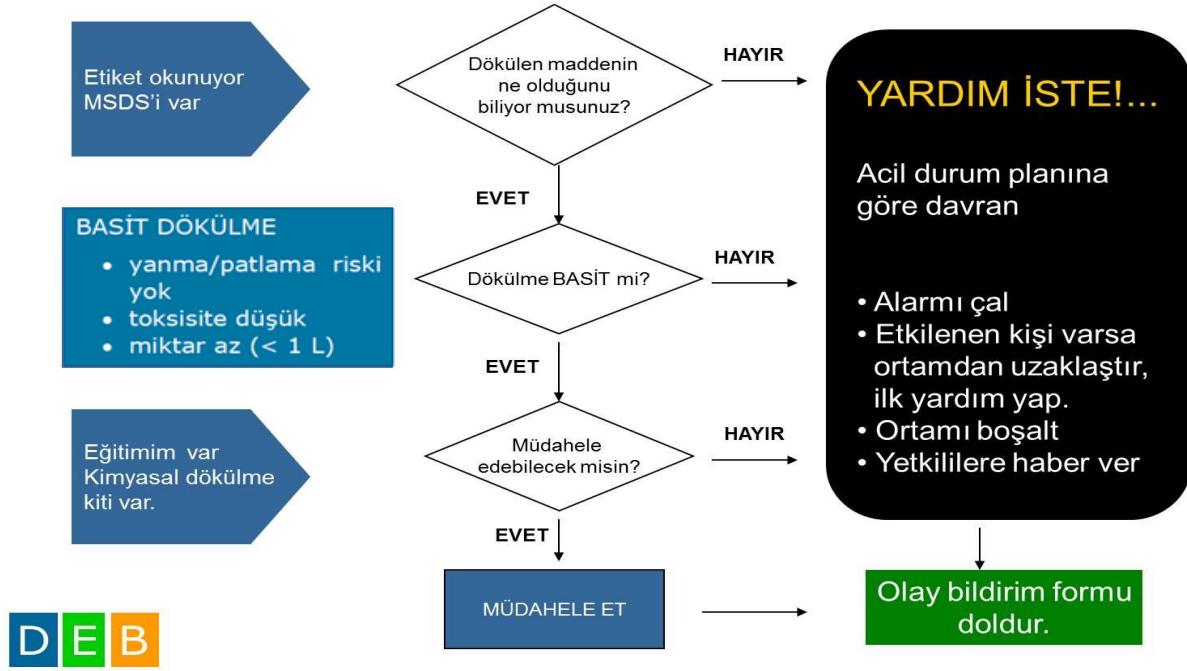 Etiket okunuyor
MSDS'i var
Dökülen maddenin
ne olduğunu
biliyor musunuz?
HAYIR
EVET
BASİT DÖKÜLME
• yanma/patlama riski
yok
• toksisite düşük
• miktar az (< 1 L)
Dökülme BASİT mi?
HAYIR
EVET
Eğitimim var
Kimyasal dökülme
kiti var.
Müdahele
edebilecek misin?
HAYIR
EVET
MÜDAHELE ET
YARDIM İSTE!...
Acil durum planına
göre davran
• Alarmı çal
• Etkilenen kişi varsa
ortamdan uzaklaştır,
ilk yardım yap.
• Ortamı boşalt
• Yetkililere haber ver
Olay bildirim formu
doldur.
D E B